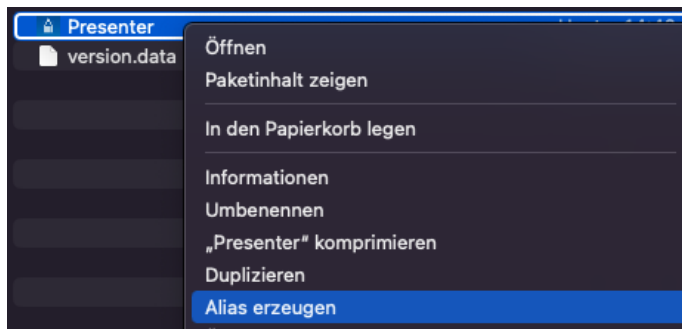 Presenter
version.data
Öffnen
Paketinhalt zeigen
In den Papierkorb legen
Informationen
Umbenennen
„Presenter“ komprimieren
Duplizieren
Alias erzeugen